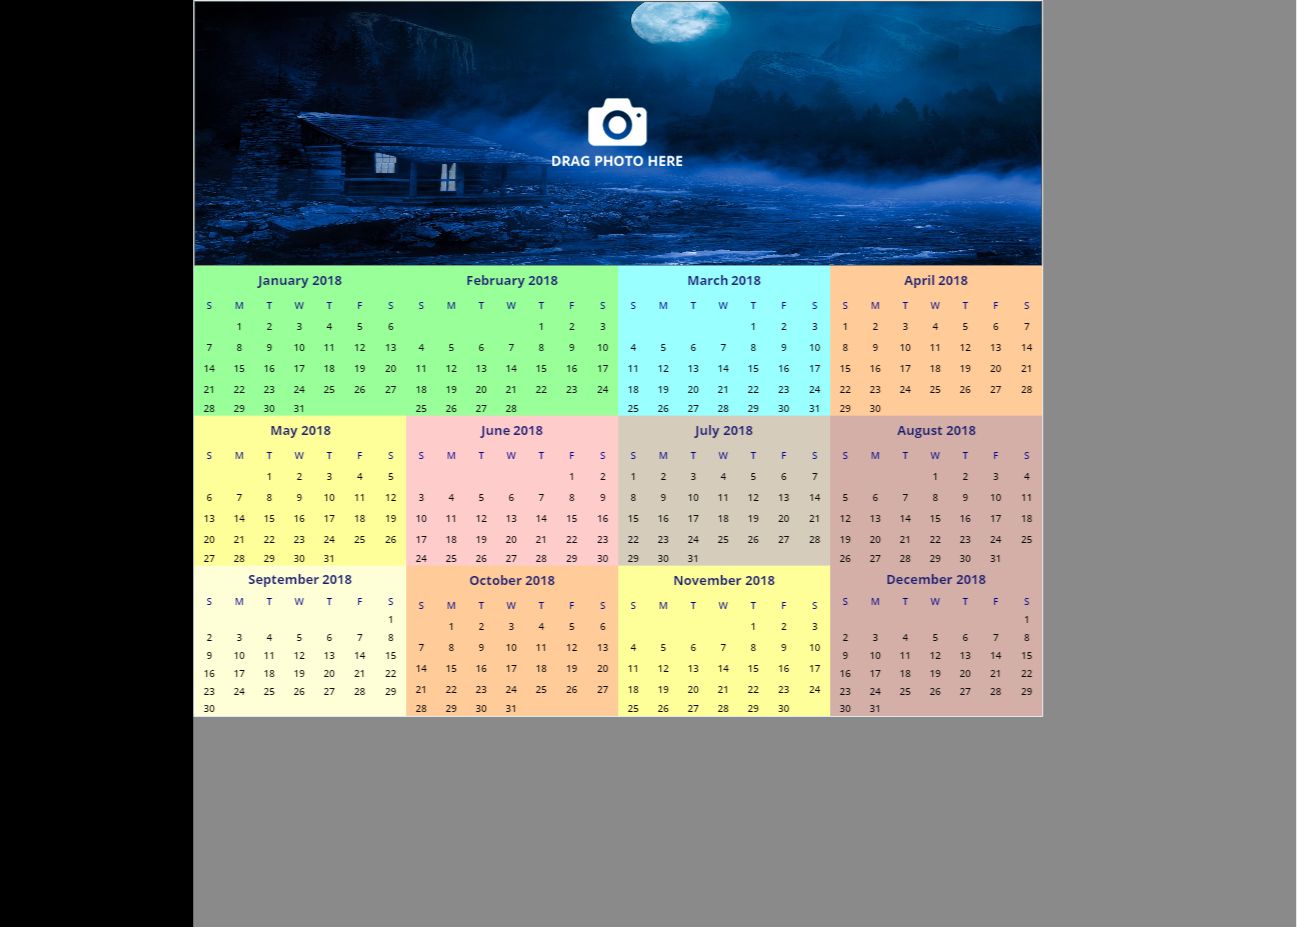 DRAG PHOTO HERE
January 2018
S M T W T F S
1 2 3 4 5 6
7 8 9 10 11 12 13
14 15 16 17 18 19 20
21 22 23 24 25 26 27
28 29 30 31
February 2018
S M T W T F S
1 2 3
4 5 6 7 8 9 10
11 12 13 14 15 16 17
18 19 20 21 22 23 24
25 26 27 28
March 2018
S M T W T F S
1 2 3
4 5 6 7 8 9 10
11 12 13 14 15 16 17
18 19 20 21 22 23 24
25 26 27 28 29 30 31
April 2018
S M T W T F S
1 2 3 4 5 6 7
8 9 10 11 12 13 14
15 16 17 18 19 20 21
22 23 24 25 26 27 28
29 30
May 2018
S M T W T F S
1 2 3 4 5
6 7 8 9 10 11 12
13 14 15 16 17 18 19
20 21 22 23 24 25 26
27 28 29 30 31
June 2018
S M T W T F S
1 2
3 4 5 6 7 8 9
10 11 12 13 14 15 16
17 18 19 20 21 22 23
24 25 26 27 28 29 30
July 2018
S M T W T F S
1 2 3 4 5 6 7
8 9 10 11 12 13 14
15 16 17 18 19 20 21
22 23 24 25 26 27 28
29 30 31
August 2018
S M T W T F S
1 2 3 4
5 6 7 8 9 10 11
12 13 14 15 16 17 18
19 20 21 22 23 24 25
26 27 28 29 30 31
September 2018
S M T W T F S
1
2 3 4 5 6 7 8
9 10 11 12 13 14 15
16 17 18 19 20 21 22
23 24 25 26 27 28 29
30
October 2018
S M T W T F S
1 2 3 4 5 6
7 8 9 10 11 12 13
14 15 16 17 18 19 20
21 22 23 24 25 26 27
28 29 30 31
November 2018
S M T W T F S
1 2 3
4 5 6 7 8 9 10
11 12 13 14 15 16 17
18 19 20 21 22 23 24
25 26 27 28 29 30
December 2018
S M T W T F S
1
2 3 4 5 6 7 8
9 10 11 12 13 14 15
16 17 18 19 20 21 22
23 24 25 26 27 28 29
30 31